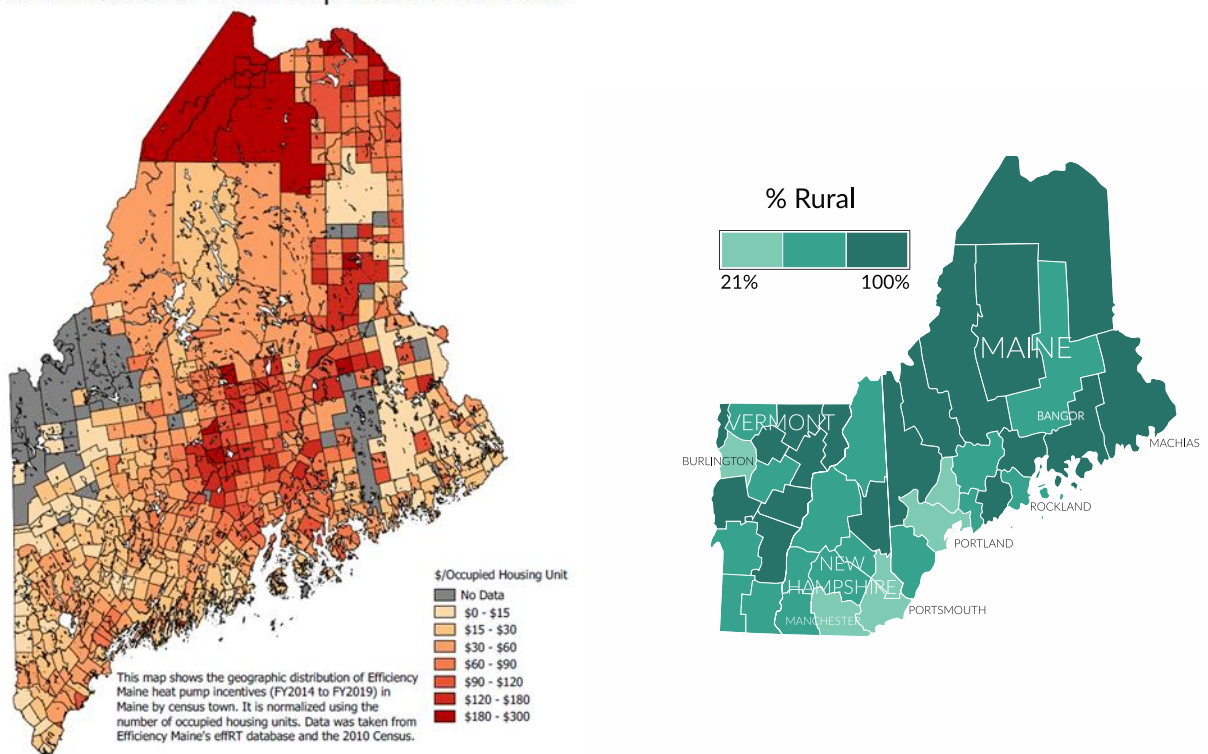 $/Occupied Housing Unit
No Data
$0 - $15
$15 - $30
$30 - $60
$60 - $90
$90 - $120
$120 - $180
$180 - $300
This map shows the geographic distribution of Efficiency
Maine heat pump incentives (FY2014 to FY2019) in
Maine by census town. It is normalized using the
number of occupied housing units. Data was taken from
Efficiency Maine's effRT database and the 2010 Census.
% Rural
21% 100%
MAINE
BANGOR
MACHIAS
VERMONT
BURLINGTON
ROCKLAND
PORTLAND
NEW
HAMPSHIRE
PORTSMOUTH
MANCHESTER